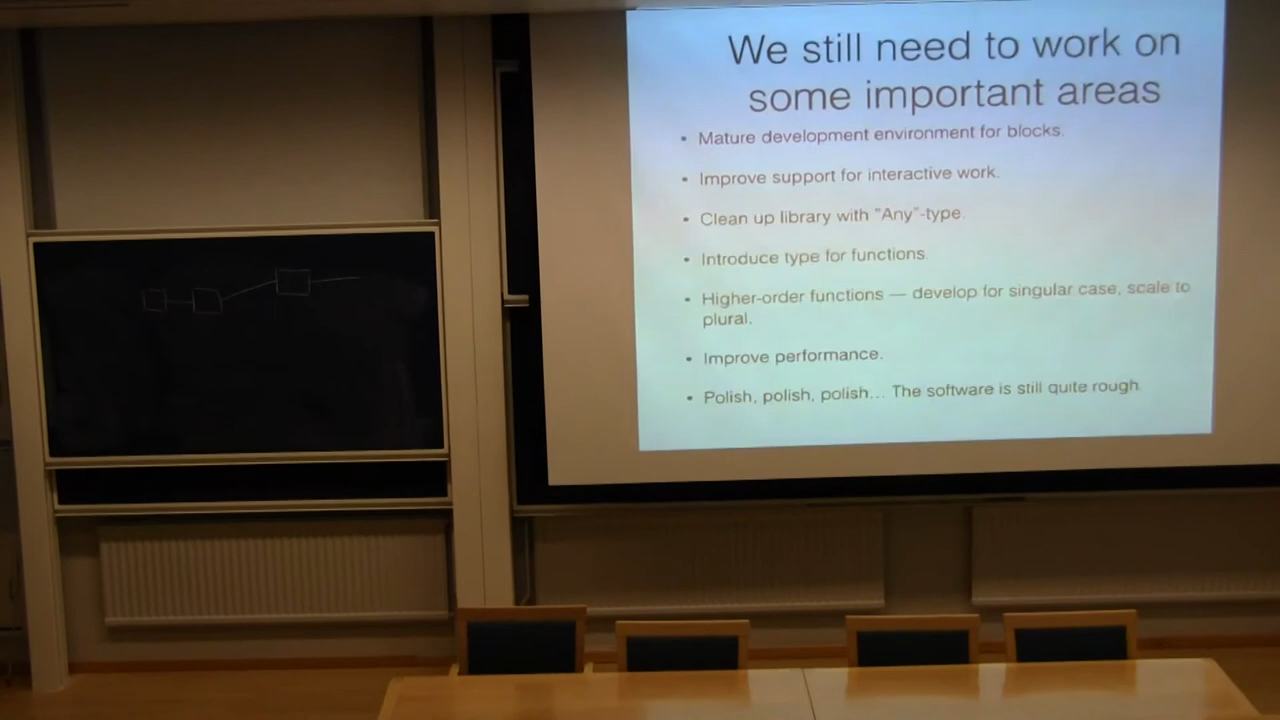 We still need to work on
some important areas
• Mature development environment for blocks.
• Improve support for interactive work.
• Clean up library with "Any"-type.
• Introduce type for functions.
• Higher-order functions — develop for singular case, scale to
plural.
• Improve performance.
• Polish, polish, polish… The software is still quite rough.